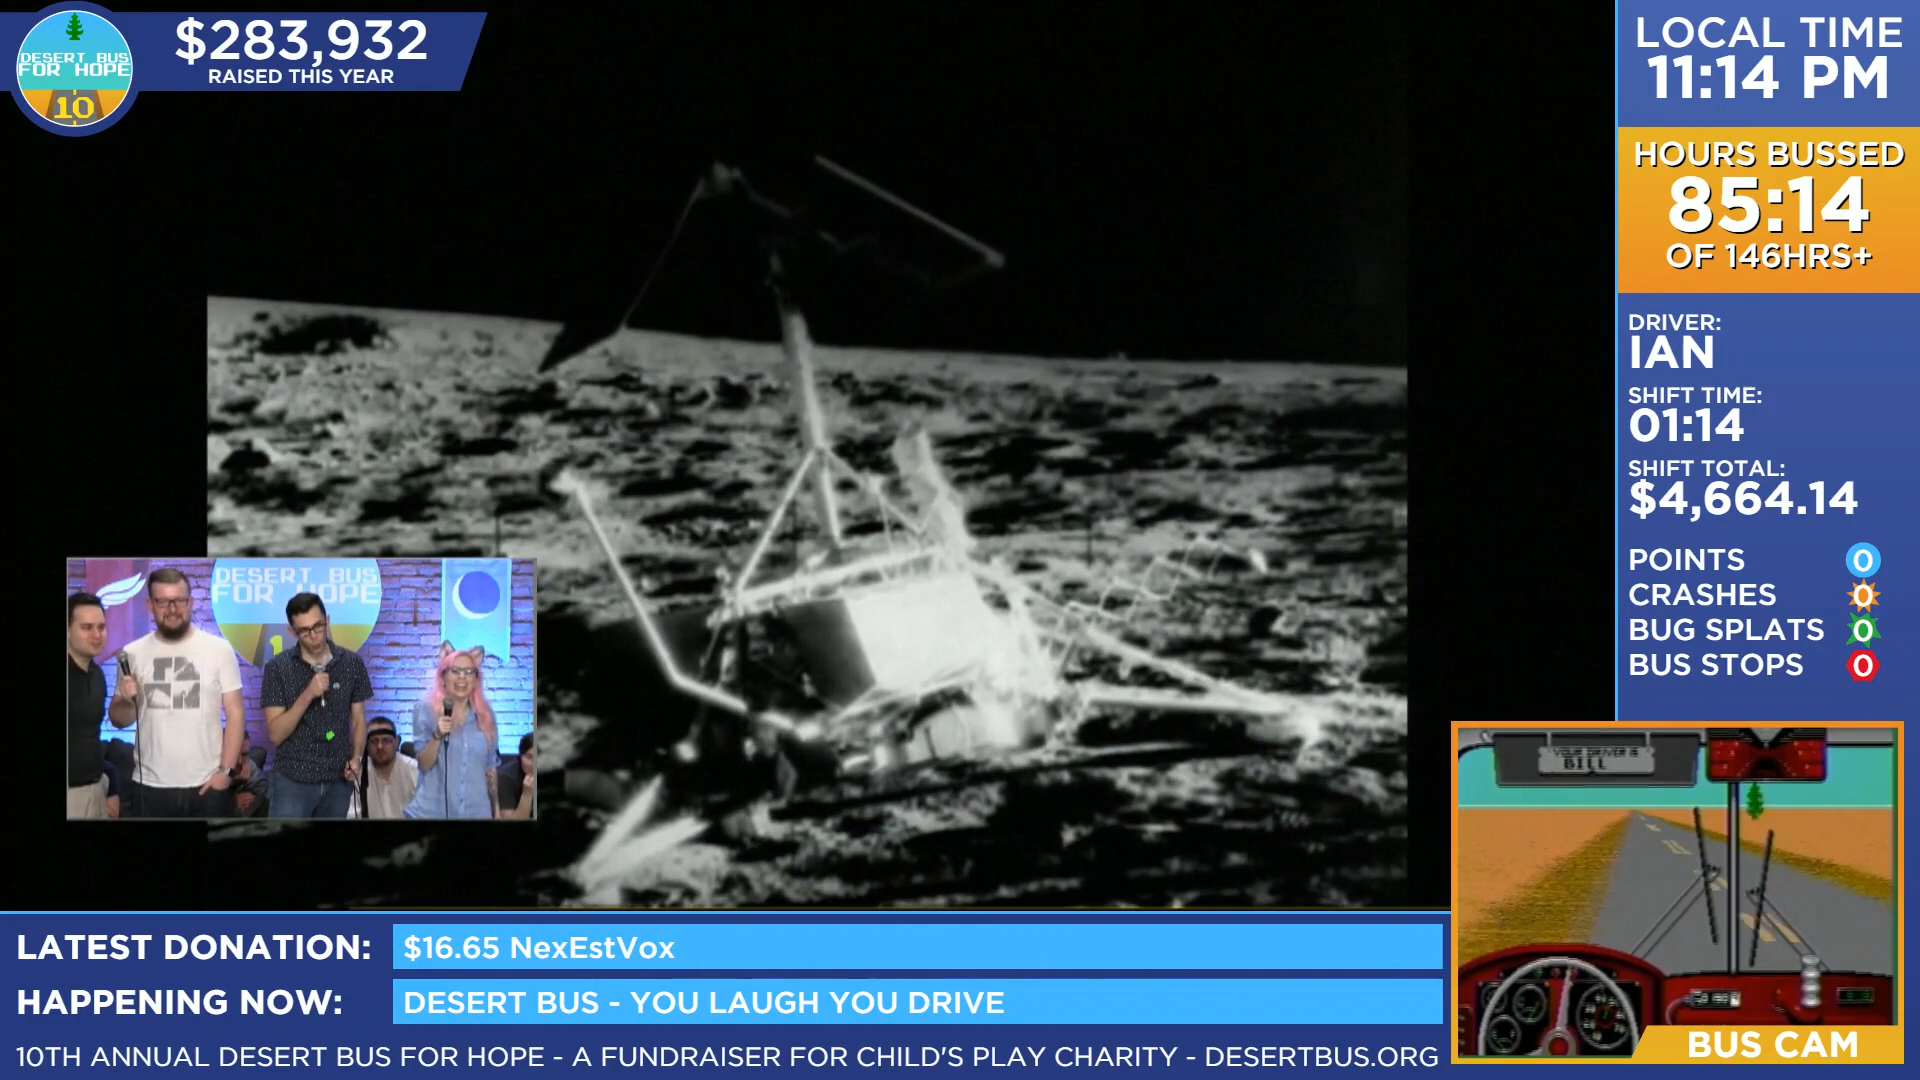 DESERT BUS
FOR HOPE
10
$283,932
RAISED THIS YEAR
LOCAL TIME
11:14 PM
HOURS BUSSED
85:14
OF 146HRS+
DRIVER:
IAN
SHIFT TIME:
01:14
SHIFT TOTAL:
$4,664.14
POINTS 0
CRASHES 0
BUG SPLATS 0
BUS STOPS 0
DESERT BUS
FOR HOPE
YOUR DRIVER IS
BILL
BUS CAM
LATEST DONATION: $16.65 NexEstVox
HAPPENING NOW: DESERT BUS - YOU LAUGH YOU DRIVE
10TH ANNUAL DESERT BUS FOR HOPE - A FUNDRAISER FOR CHILD'S PLAY CHARITY - DESERTBUS.ORG